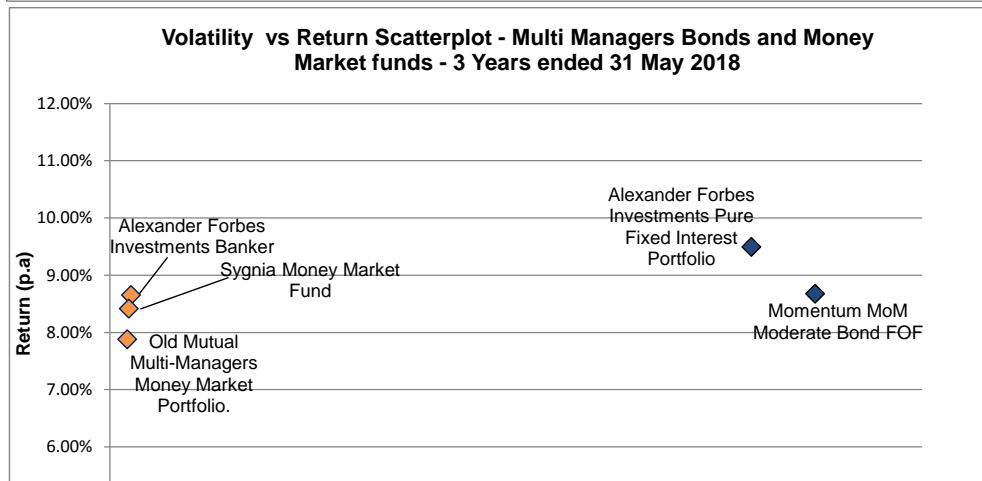 Volatility vs Return Scatterplot - Multi Managers Bonds and Money
Market funds - 3 Years ended 31 May 2018
12.00%
11.00%
10.00%
9.00%
8.00%
7.00%
6.00%
Return (p.a)
Alexander Forbes
Investments Banker
Sygnia Money Market
Fund
Old Mutual
Multi-Managers
Money Market
Portfolio.
Alexander Forbes
Investments Pure
Fixed Interest
Portfolio
Momentum MoM
Moderate Bond FOF